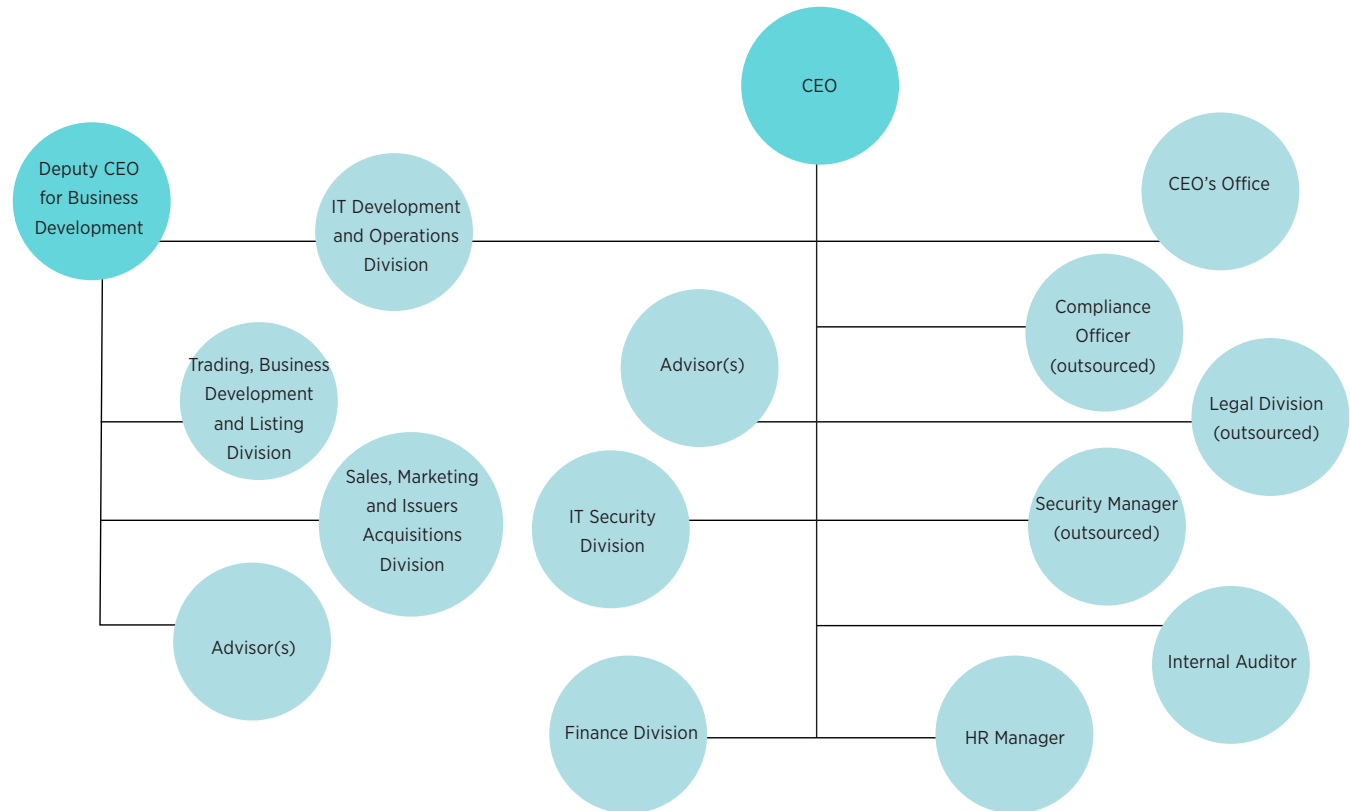 CEO
Deputy CEO
for Business
Development
IT Development
and Operations
Division
CEO’s Office
Compliance
Officer
(outsourced)
Advisor(s)
Trading, Business
Development
and Listing
Division
Legal Division
(outsourced)
Sales, Marketing
and Issuers
Acquisitions
Division
IT Security
Division
Security Manager
(outsourced)
Advisor(s)
Internal Auditor
Finance Division
HR Manager